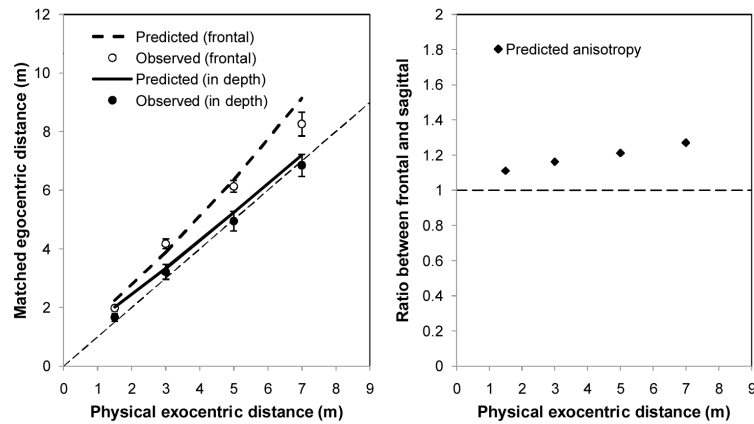 Predicted (frontal)
Observed (frontal)
Predicted (in depth)
Observed (in depth)
12
10
8
6
4
2
0
Matched egocentric distance (m)
0 1 2 3 4 5 6 7 8 9
Physical exocentric distance (m)
Predicted anisotropy
2
1.8
1.6
1.4
1.2
1
0.8
0.6
0.4
0.2
0
Ratio between frontal and sagittal
0 1 2 3 4 5 6 7 8 9
Physical exocentric distance (m)